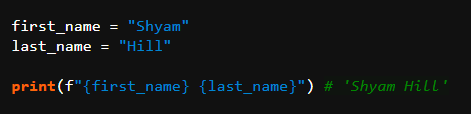 first_name = "Shyam"
last_name = "Hill"
print(f"{first_name} {last_name}") # 'Shyam Hill'